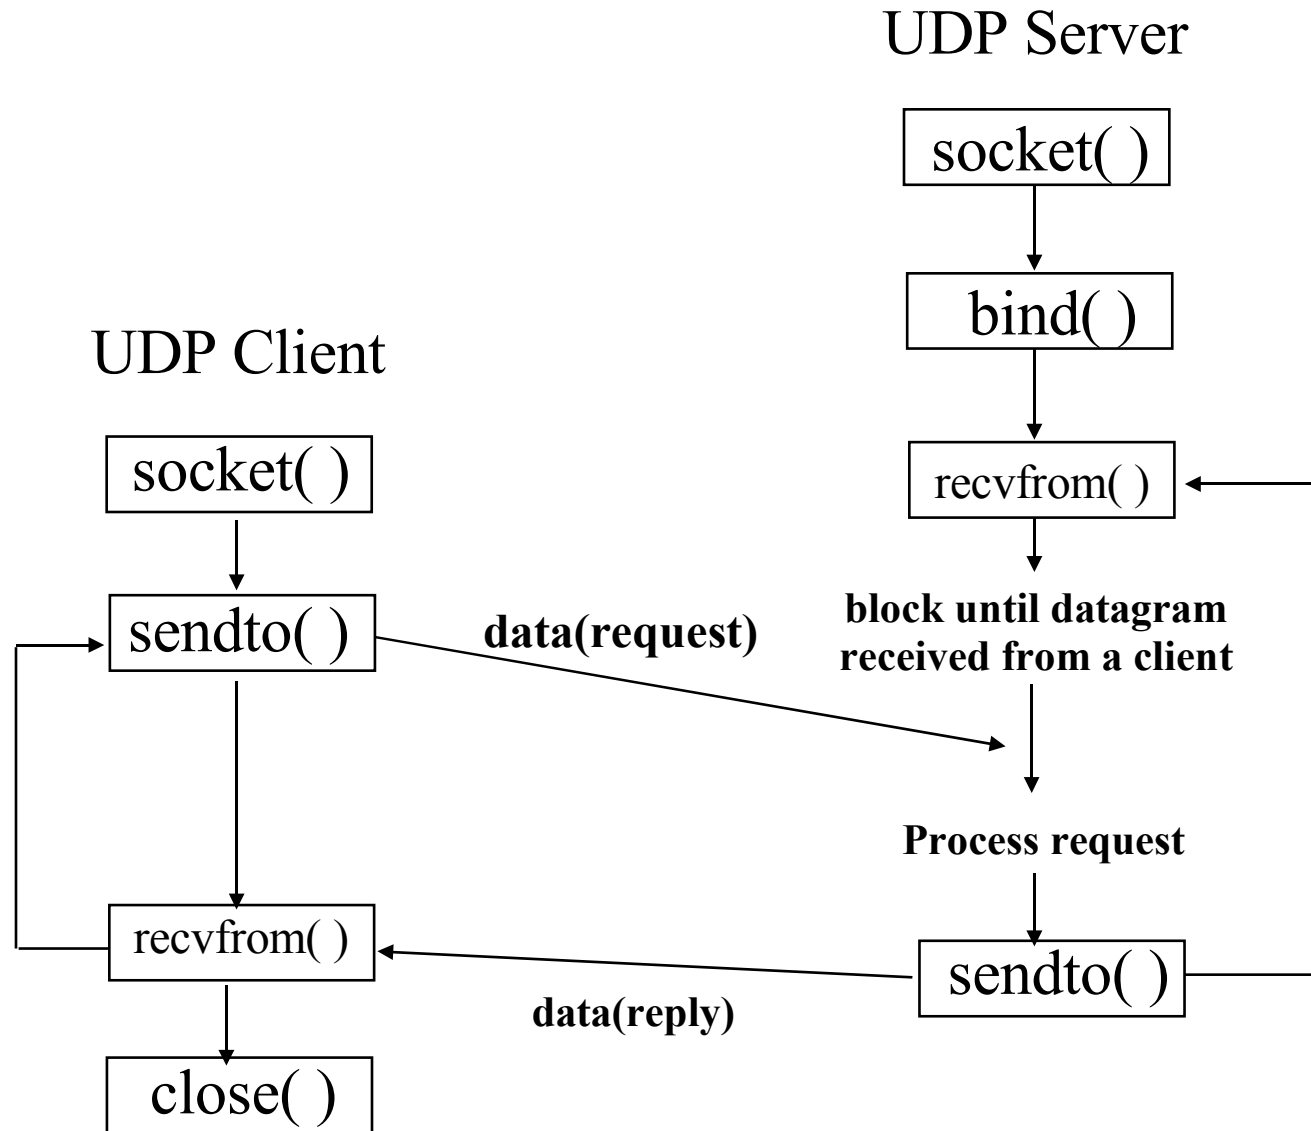 UDP Server
socket( )
bind( )
UDP Client
socket( )
recvfrom( )
sendto( )
data(request)
block until datagram
received from a client
Process request
recvfrom( )
sendto( )
data(reply)
close( )